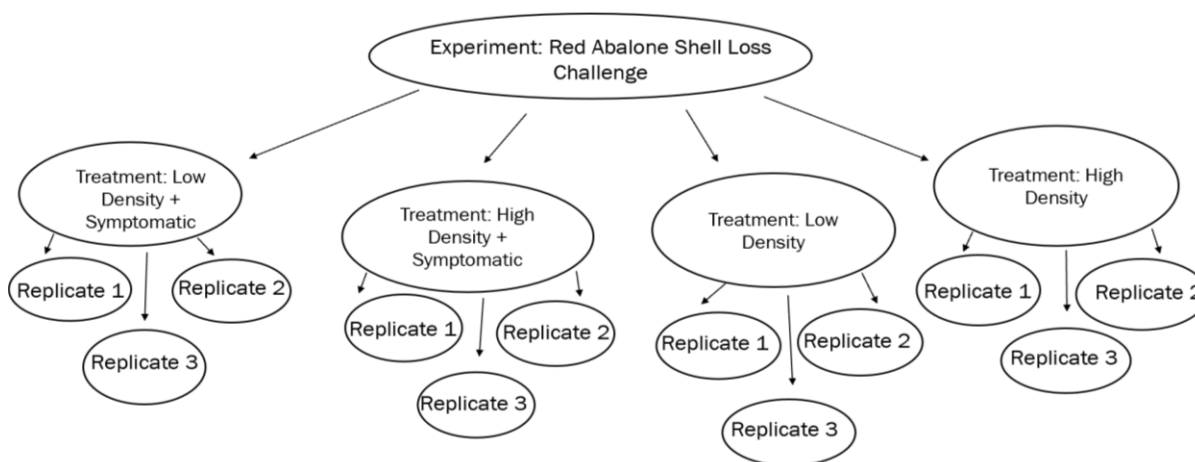 Experiment: Red Abalone Shell Loss
Challenge
Treatment: Low
Density +
Symptomatic
Replicate 1
Replicate 2
Replicate 3
Treatment: High
Density +
Symptomatic
Replicate 1
Replicate 2
Replicate 3
Treatment: Low
Density
Replicate 1
Replicate 2
Replicate 3
Treatment: High
Density
Replicate 1
Replicate 2
Replicate 3